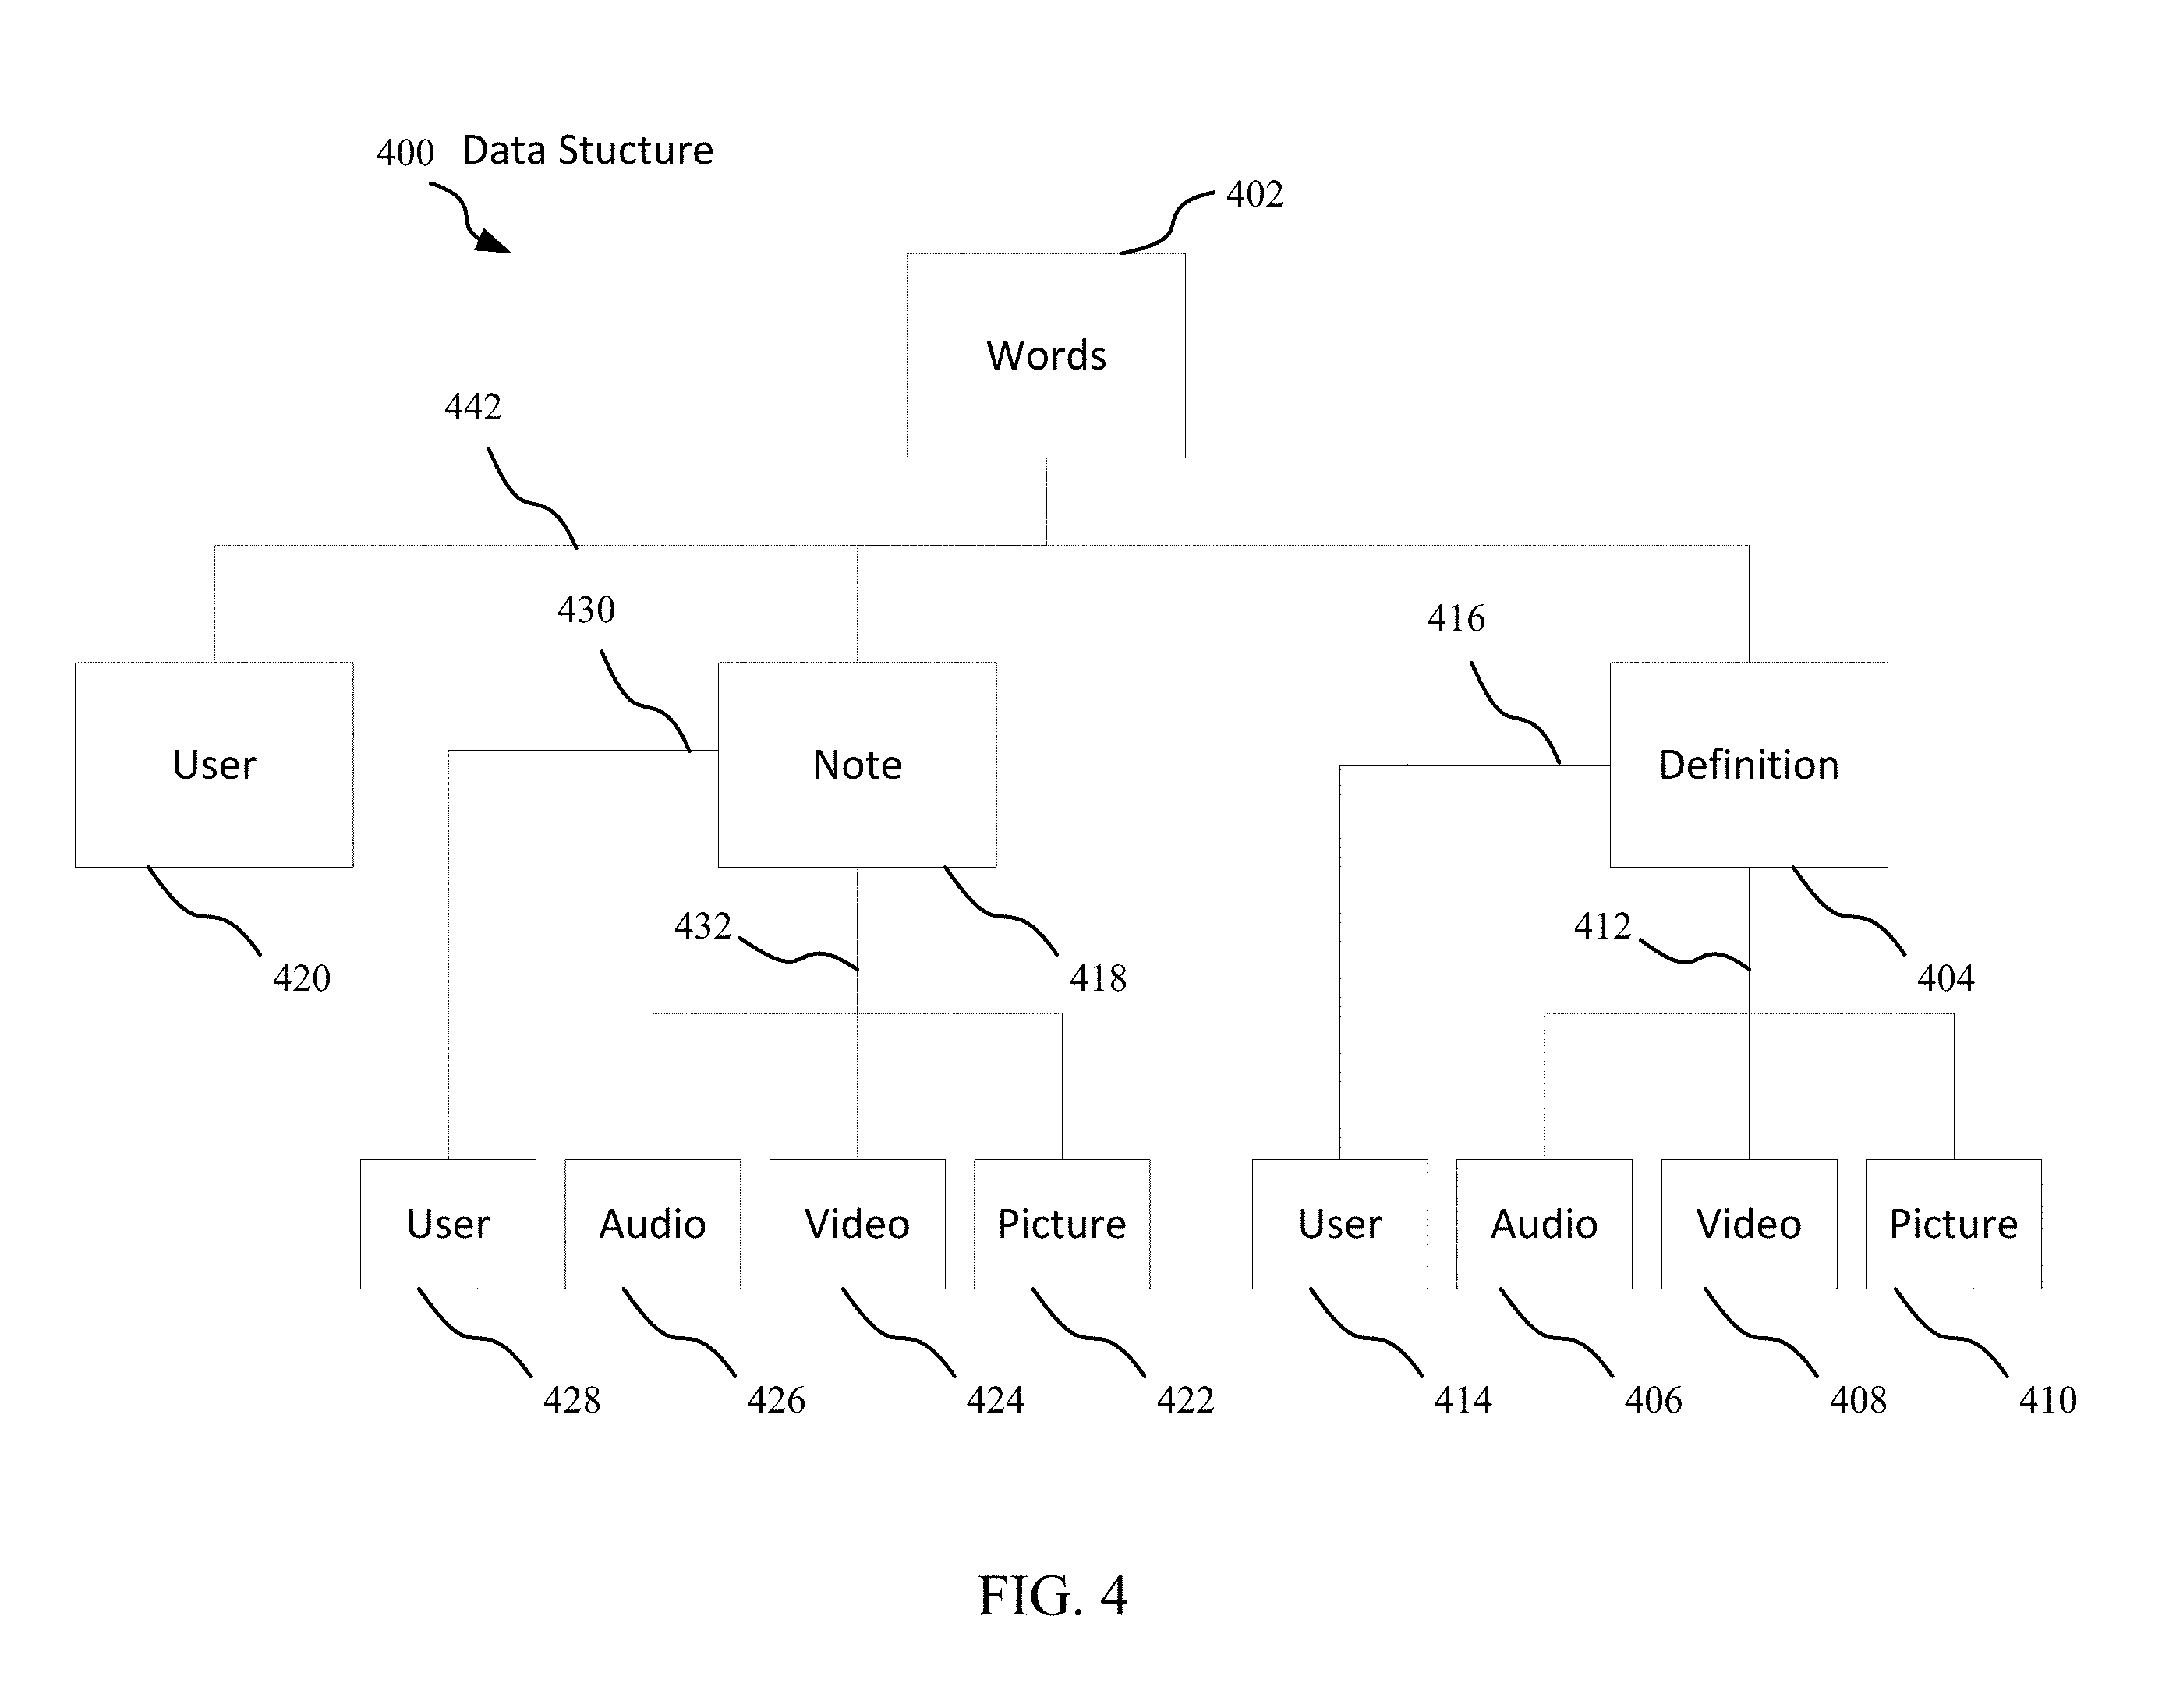 400 Data Stucture
402
Words
442
430
416
User
Note
Definition
432
412
420
418
404
User
Audio
Video
Picture
User
Audio
Video
Picture
428
426
424
422
414
406
408
410
FIG. 4